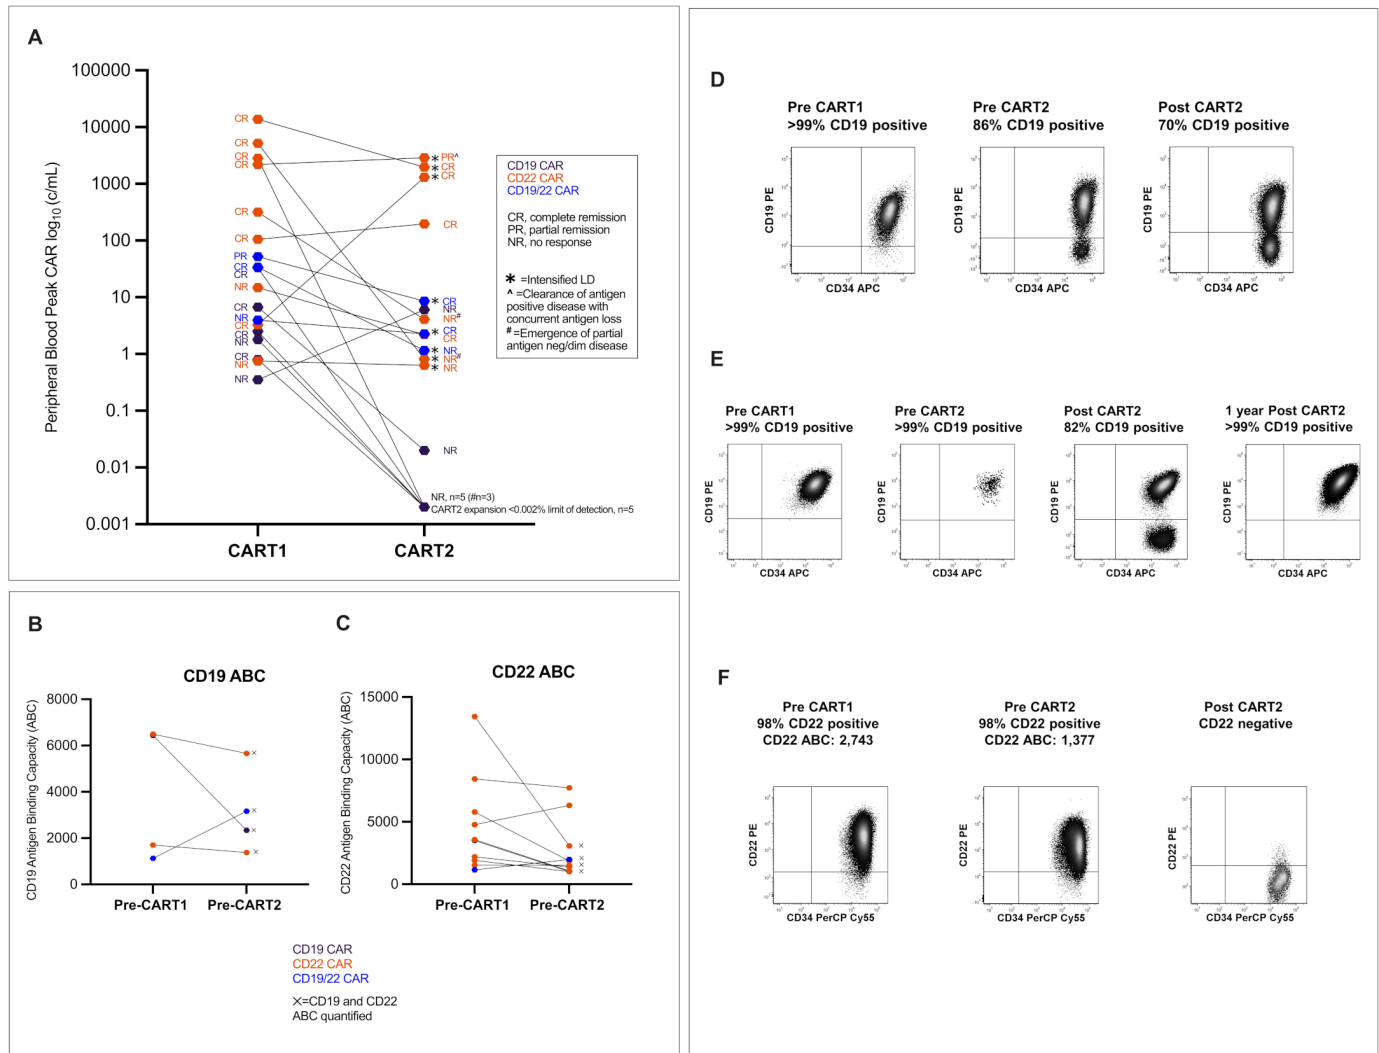 A
100000
10000
1000
100
10
1
0.1
0.01
0.001
Peripheral Blood Peak CAR log10 (c/mL)
CR
CR
CR
CR
CR
CR
PR
CR
CR
NR
CR
NR
CR
CR
NR
CR
NR
NR
* PR^
* CR
* CR
CR
* CR
NR
NR#
* CR
CR
* NR
* NR#
* NR
NR
NR, n=5 (#n=3)
CART2 expansion <0.002% limit of detection, n=5
CART1
CART2
CD19 CAR
CD22 CAR
CD19/22 CAR
CR, complete remission
PR, partial remission
NR, no response
* =Intensified LD
^ =Clearance of antigen
positive disease with
concurrent antigen loss
# =Emergence of partial
antigen neg/dim disease
B
CD19 ABC
CD19 Antigen Binding Capacity (ABC)
8000
6000
4000
2000
0
×
×
×
×
Pre-CART1
Pre-CART2
C
CD22 ABC
CD22 Antigen Binding Capacity (ABC)
15000
10000
5000
0
×
×
×
×
Pre-CART1
Pre-CART2
CD19 CAR
CD22 CAR
CD19/22 CAR
×=CD19 and CD22
ABC quantified
D
Pre CART1
>99% CD19 positive
CD19 PE
CD34 APC
Pre CART2
86% CD19 positive
CD19 PE
CD34 APC
Post CART2
70% CD19 positive
CD19 PE
CD34 APC
E
Pre CART1
>99% CD19 positive
CD19 PE
CD34 APC
Pre CART2
>99% CD19 positive
CD19 PE
CD34 APC
Post CART2
82% CD19 positive
CD19 PE
CD34 APC
1 year Post CART2
>99% CD19 positive
CD19 PE
CD34 APC
F
Pre CART1
98% CD22 positive
CD22 ABC: 2,743
CD22 PE
CD34 PerCP Cy55
Pre CART2
98% CD22 positive
CD22 ABC: 1,377
CD22 PE
CD34 PerCP Cy55
Post CART2
CD22 negative
CD22 PE
CD34 PerCP Cy55